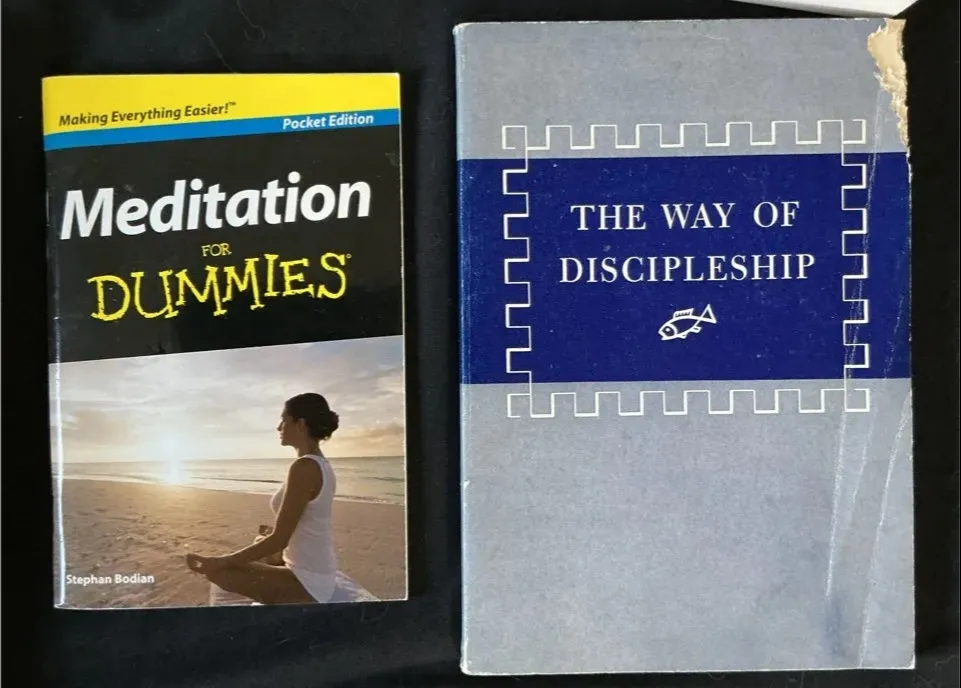 Making Everything Easier!™
Pocket Edition
Meditation
FOR
DUMMIES®
Stephan Bodian
THE WAY OF
DISCIPLESHIP